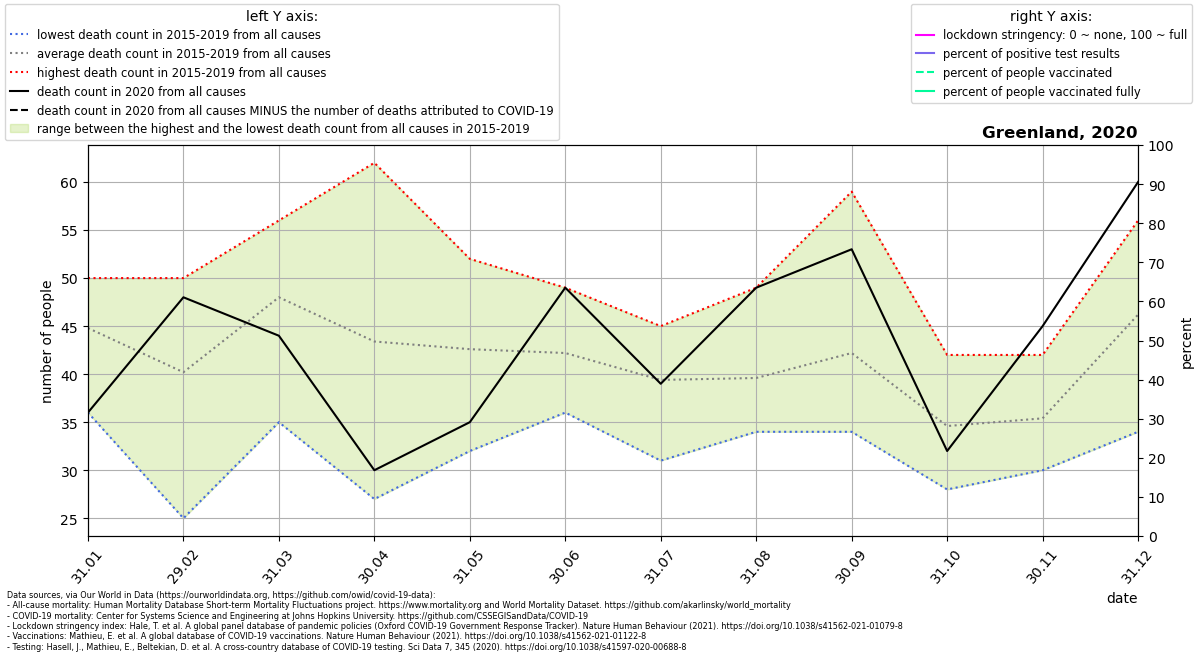 left Y axis:
lowest death count in 2015-2019 from all causes
average death count in 2015-2019 from all causes
highest death count in 2015-2019 from all causes
death count in 2020 from all causes
death count in 2020 from all causes MINUS the number of deaths attributed to COVID-19
range between the highest and the lowest death count from all causes in 2015-2019
right Y axis:
lockdown stringency: 0 ~ none, 100 ~ full
percent of positive test results
percent of people vaccinated
percent of people vaccinated fully
Greenland, 2020
number of people
60
55
50
45
40
35
30
25
100
90
80
70
60
50
40
30
20
10
0
percent
31.01
29.02
31.03
30.04
31.05
30.06
31.07
31.08
30.09
31.10
30.11
31.12
date
Data sources, via Our World in Data (https://ourworldindata.org, https://github.com/owid/covid-19-data):
- All-cause mortality: Human Mortality Database Short-term Mortality Fluctuations project. https://www.mortality.org and World Mortality Dataset. https://github.com/akarlinsky/world_mortality
- COVID-19 mortality: Center for Systems Science and Engineering at Johns Hopkins University. https://github.com/CSSEGISandData/COVID-19
- Lockdown stringency index: Hale, T. et al. A global panel database of pandemic policies (Oxford COVID-19 Government Response Tracker). Nature Human Behaviour (2021). https://doi.org/10.1038/s41562-021-01079-8
- Vaccinations: Mathieu, E. et al. A global database of COVID-19 vaccinations. Nature Human Behaviour (2021). https://doi.org/10.1038/s41562-021-01122-8
- Testing: Hasell, J., Mathieu, E., Beltekian, D. et al. A cross-country database of COVID-19 testing. Sci Data 7, 345 (2020). https://doi.org/10.1038/s41597-020-00688-8